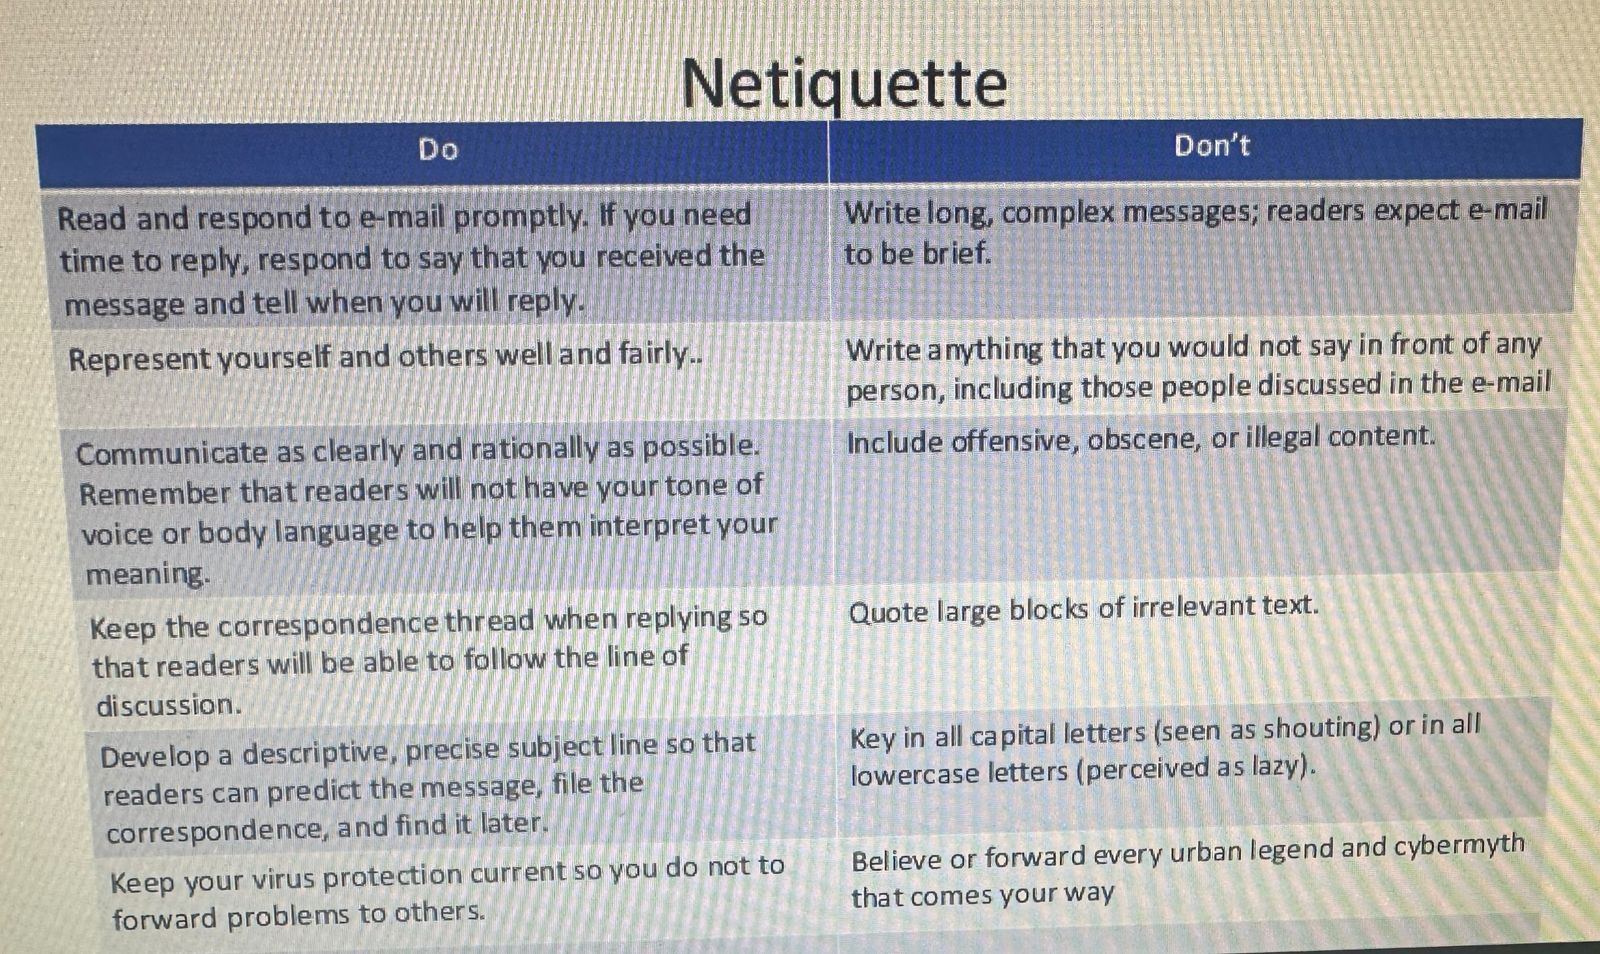 Netiquette
Do
Don't
Read and respond to e-mail promptly. If you need
time to reply, respond to say that you received the
message and tell when you will reply.
Write long, complex messages; readers expect e-mail
to be brief.
Represent yourself and others well and fairly..
Write anything that you would not say in front of any
person, including those people discussed in the e-mail
Communicate as clearly and rationally as possible.
Remember that readers will not have your tone of
voice or body language to help them interpret your
meaning.
Include offensive, obscene, or illegal content.
Keep the correspondence thread when replying so
that readers will be able to follow the line of
discussion.
Quote large blocks of irrelevant text.
Develop a descriptive, precise subject line so that
readers can predict the message, file the
correspondence, and find it later.
Key in all capital letters (seen as shouting) or in all
lowercase letters (perceived as lazy).
Keep your virus protection current so you do not to
forward problems to others.
Believe or forward every urban legend and cybermyth
that comes your way